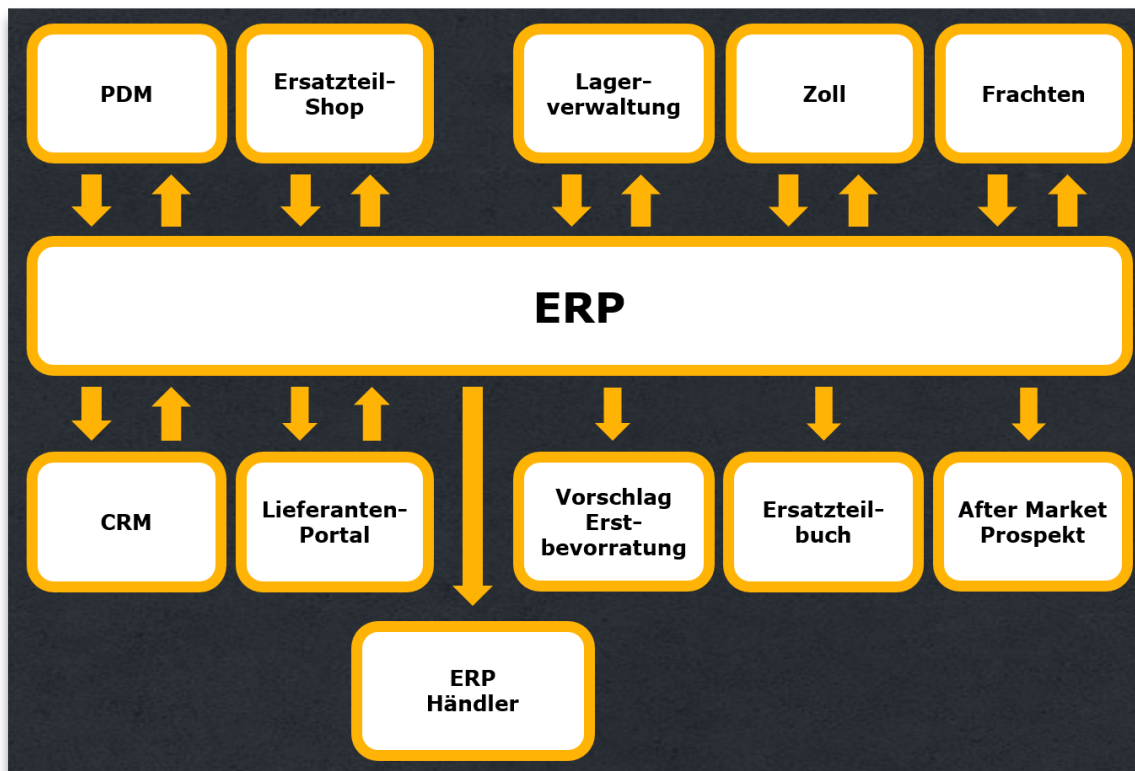 PDM
Ersatzteil-
Shop
Lager-
verwaltung
Zoll
Frachten
ERP
CRM
Lieferanten-
Portal
Vorschlag
Erst-
bevorratung
Ersatzteil-
buch
After Market
Prospekt
ERP
Händler